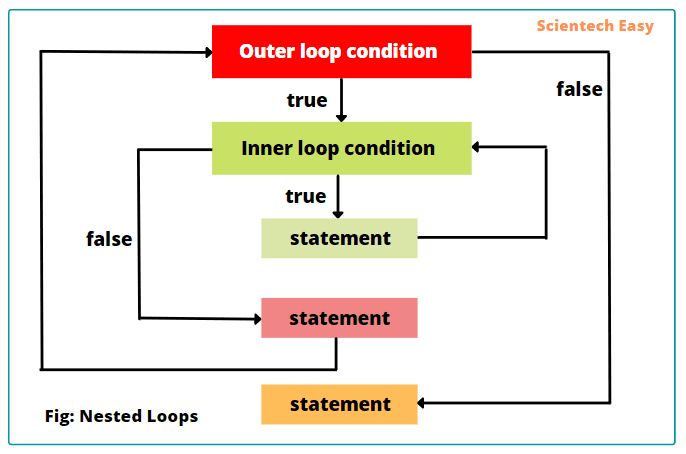 Scientech Easy
Outer loop condition
true
false
Inner loop condition
true
statement
false
statement
statement
Fig: Nested Loops